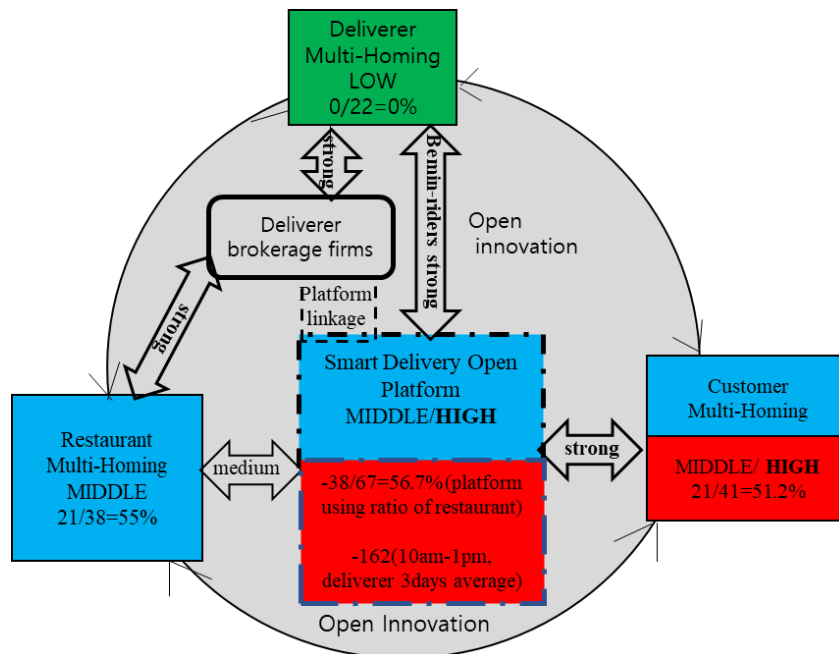 Deliverer
Multi-Homing
LOW
0/22=0%
strong
Bemin-riders strong
Deliverer
brokerage firms
Open
innovation
strong
Platform
linkage
Smart Delivery Open
Platform
MIDDLE/HIGH
Restaurant
Multi-Homing
MIDDLE
21/38=55%
medium
-38/67=56.7%(platform
using ratio of restaurant)
-162(10am-1pm,
deliverer 3days average)
strong
Customer
Multi-Homing
MIDDLE/ HIGH
21/41=51.2%
Open Innovation